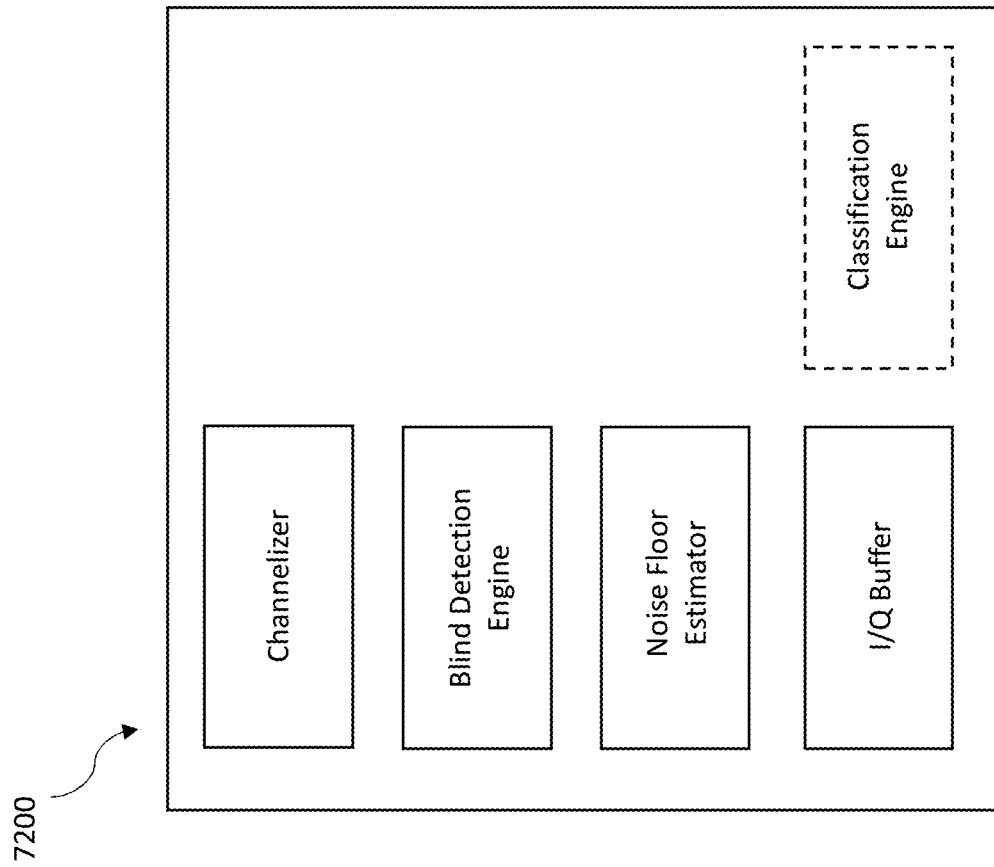 7200
Channelizer
Blind Detection
Engine
Noise Floor
Estimator
I/Q Buffer
Classification
Engine